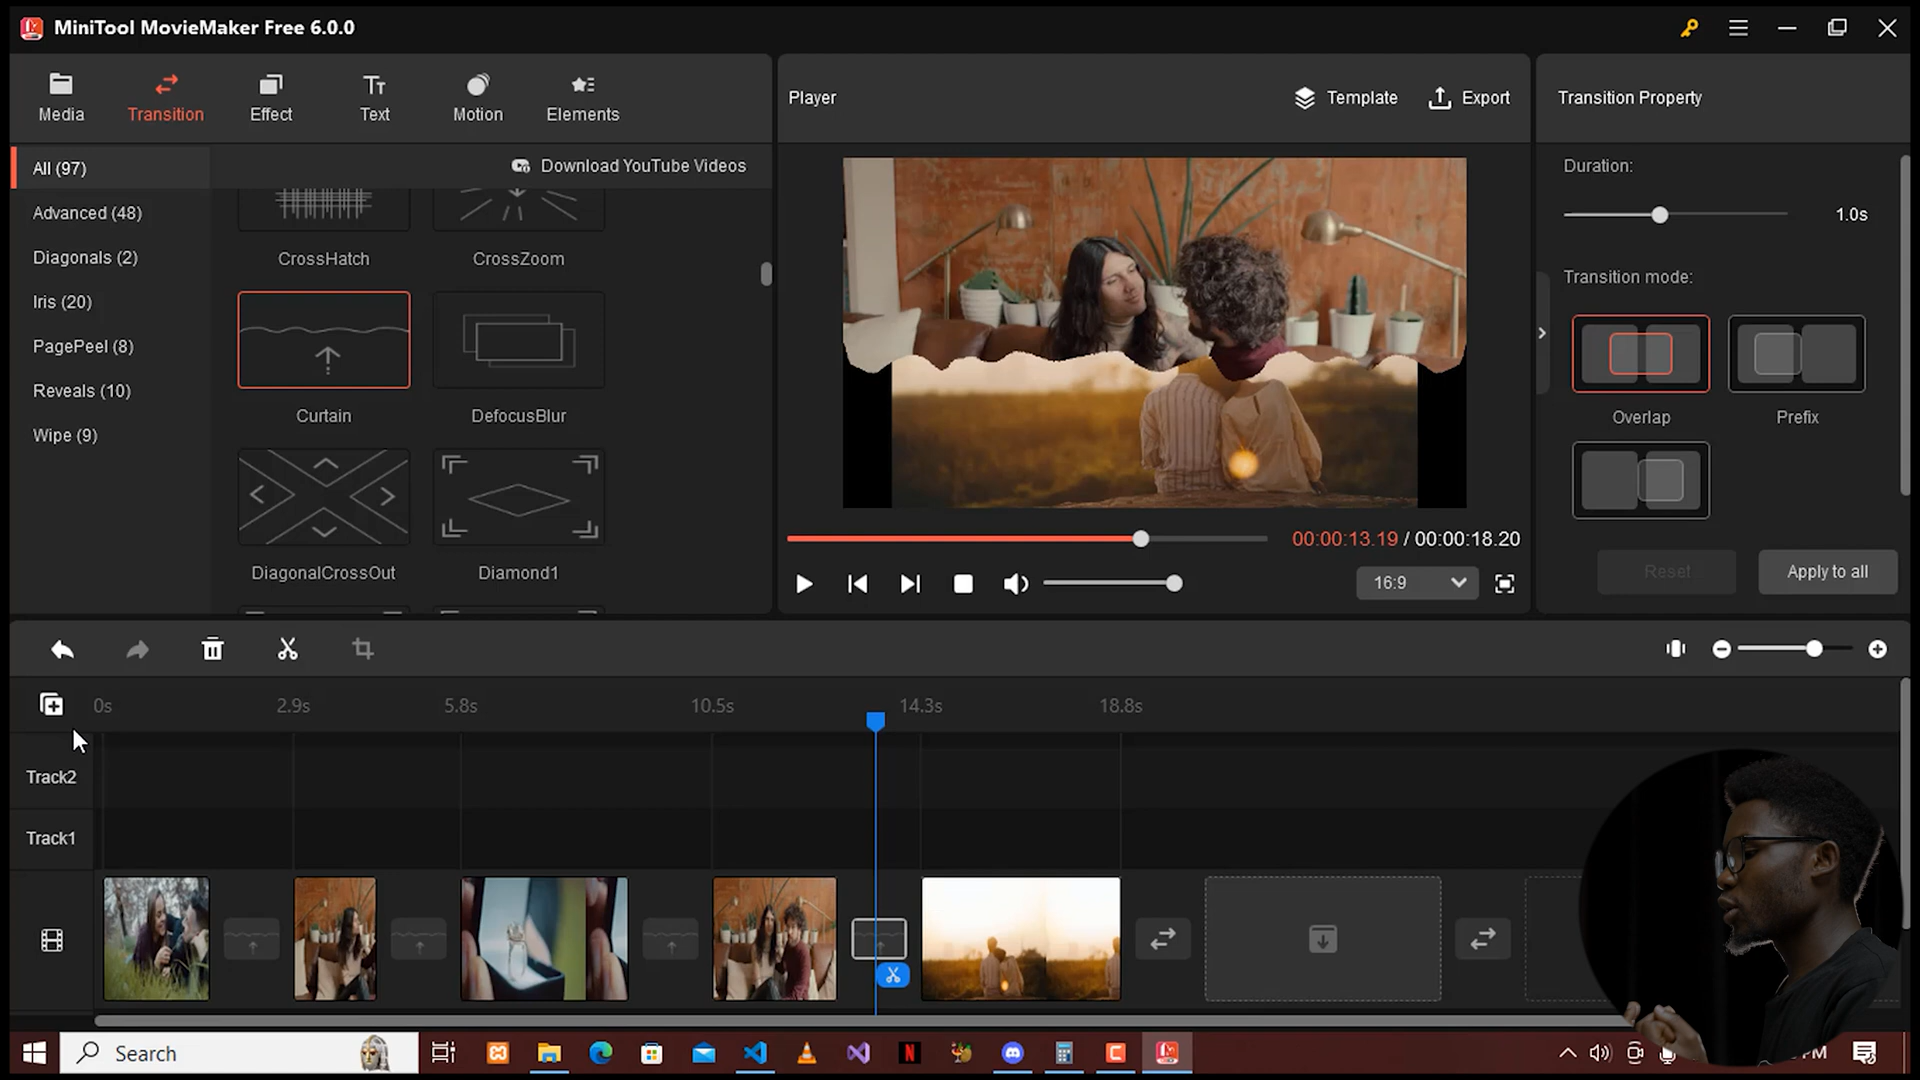 MiniTool MovieMaker Free 6.0.0
Media
Transition
Effect
Text
Motion
Elements
Player
Template
Export
Transition Property
All (97)
Download YouTube Videos
Advanced (48)
Diagonals (2)
Iris (20)
PagePeel (8)
Reveals (10)
Wipe (9)
CrossHatch
CrossZoom
Curtain
DefocusBlur
DiagonalCrossOut
Diamond1
Duration:
1.0s
Transition mode:
Overlap
Prefix
00:00:13.19 / 00:00:18.20
16:9
Reset
Apply to all
0s
2.9s
5.8s
10.5s
14.3s
18.8s
Track2
Track1
Search
PM